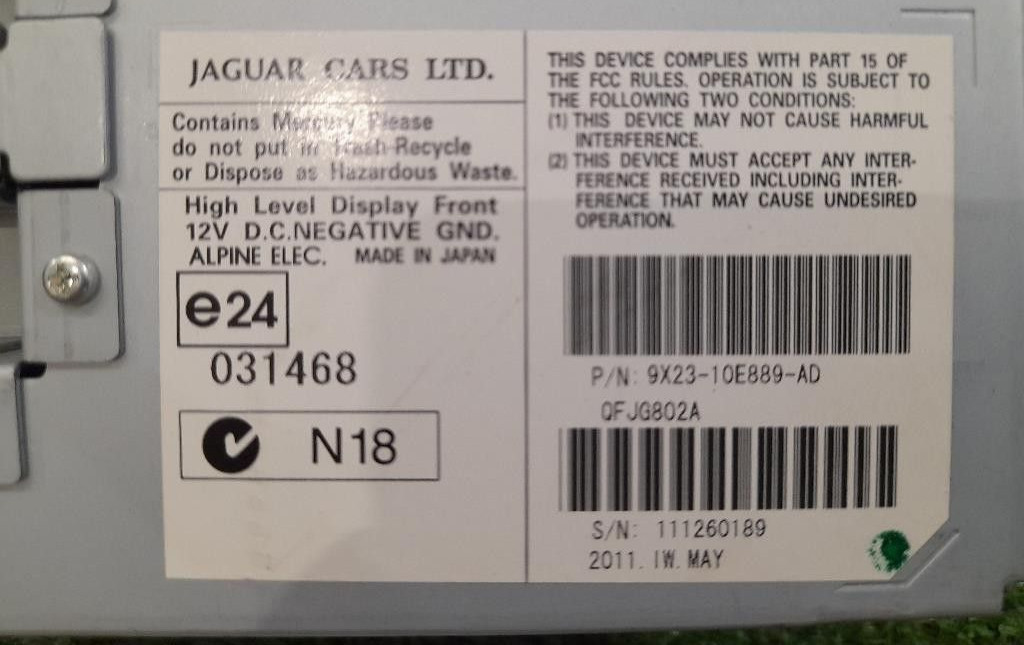 JAGUAR CARS LTD.
Contains Mercury Please
do not put in Trash-Recycle
or Dispose as Hazardous Waste.
High Level Display Front
12V D.C.NEGATIVE GND.
ALPINE ELEC. MADE IN JAPAN
e24
031468
N18
THIS DEVICE COMPLIES WITH PART 15 OF
THE FCC RULES. OPERATION IS SUBJECT TO
THE FOLLOWING TWO CONDITIONS:
(1) THIS DEVICE MAY NOT CAUSE HARMFUL
INTERFERENCE.
(2) THIS DEVICE MUST ACCEPT ANY INTER-
FERENCE RECEIVED INCLUDING INTER-
FERENCE THAT MAY CAUSE UNDESIRED
OPERATION.
P/N: 9X23-10E889-AD
QFJG802A
S/N: 111260189
2011. IW. MAY